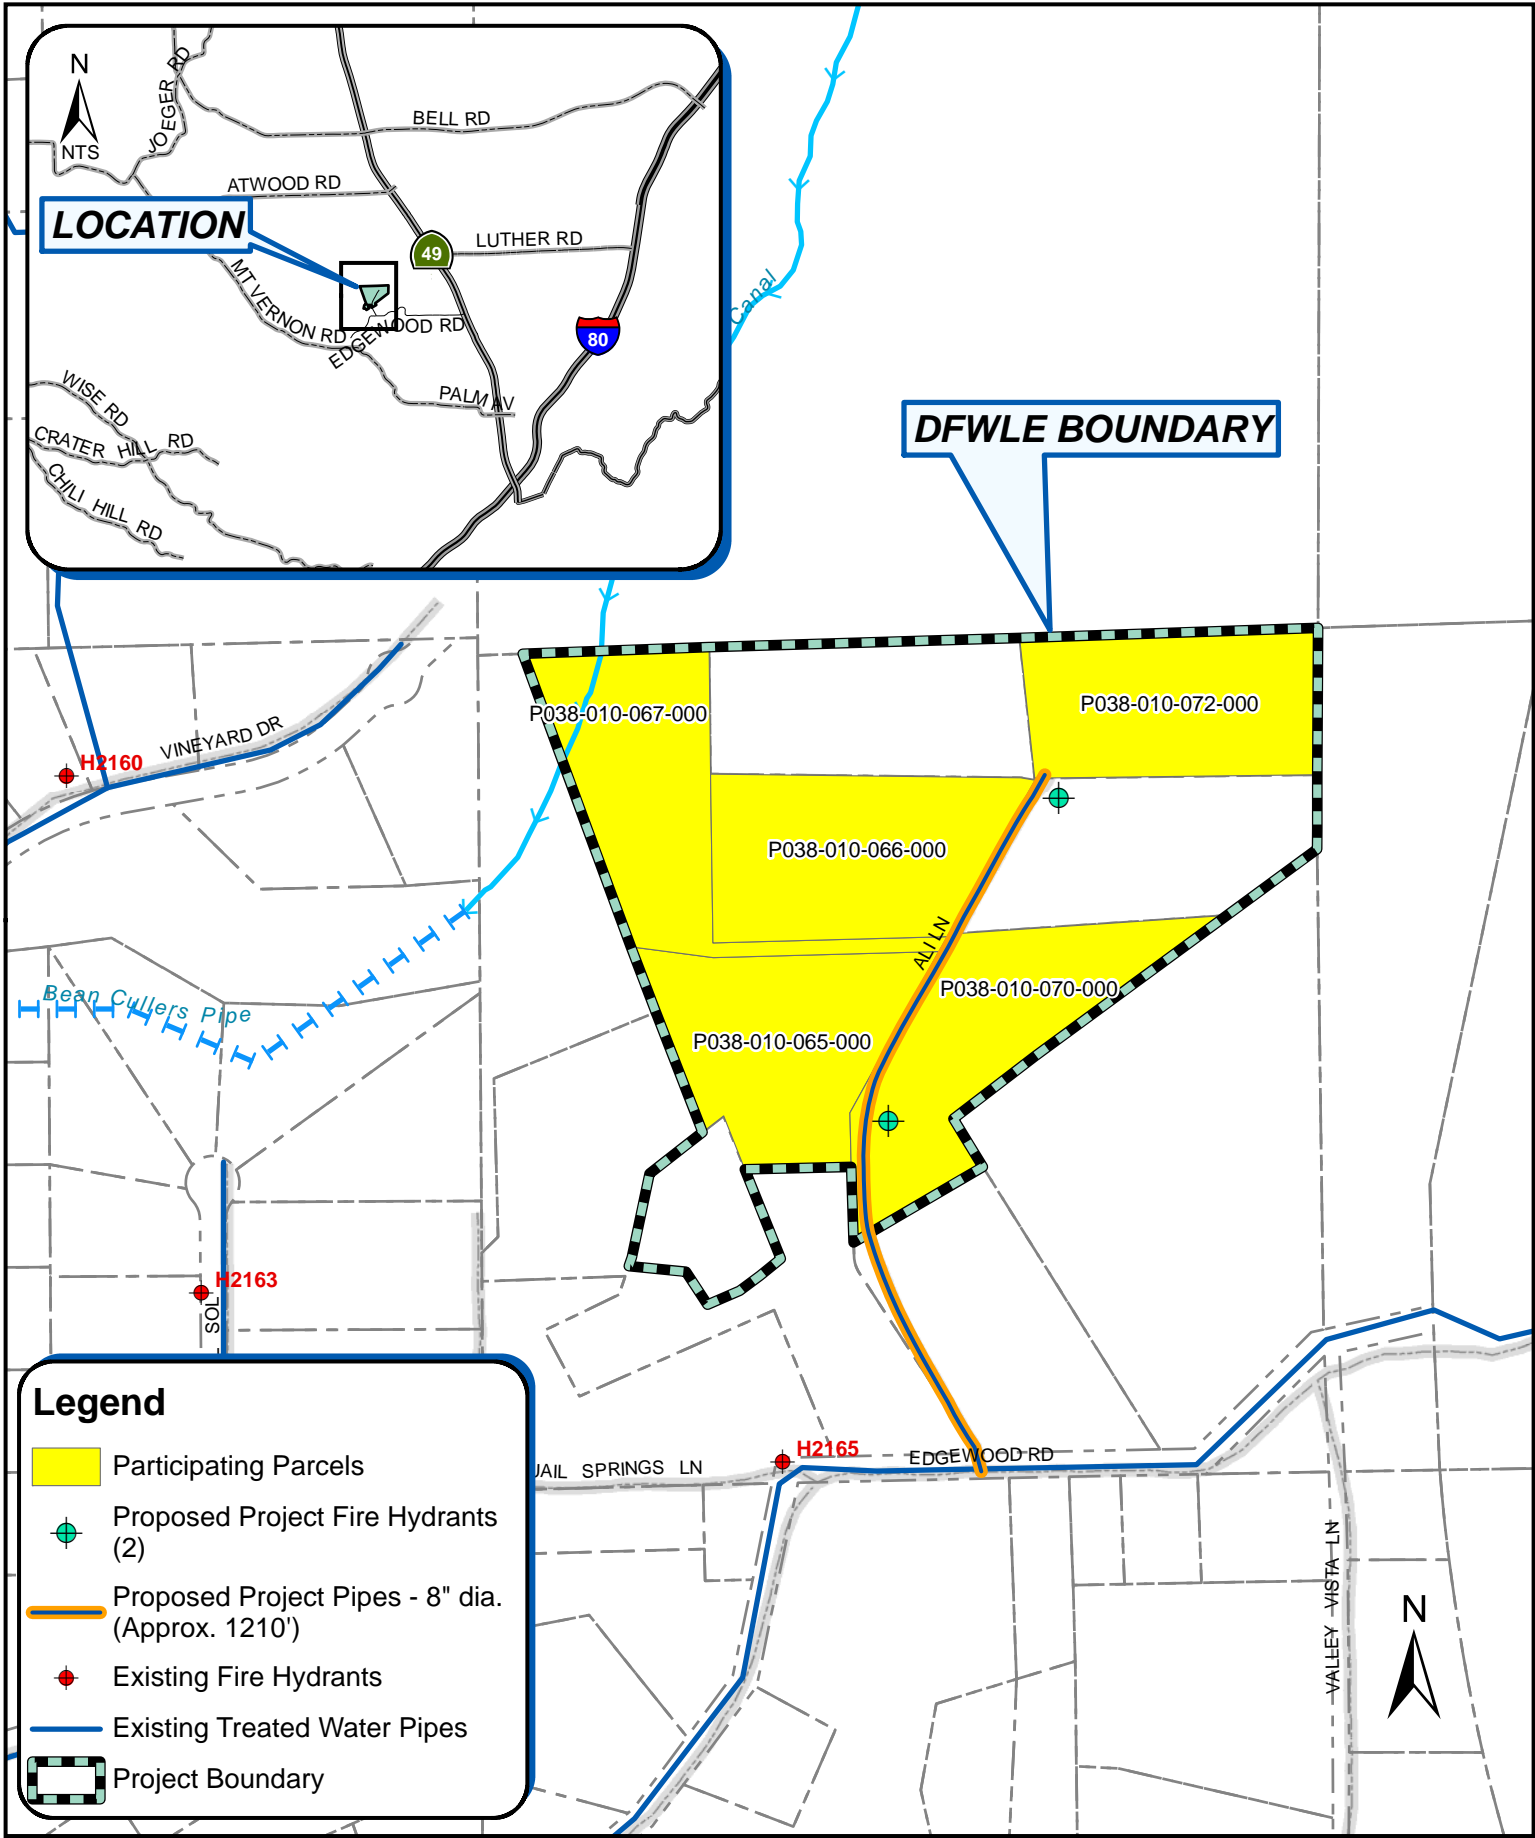 N
NTS
JOEGER RD
BELL RD
ATWOOD RD
LOCATION
49
LUTHER RD
MT VERNON RD
EDGEWOOD RD
80
PALM AV
WISE RD
CRATER HILL RD
CHILI HILL RD
Canal
DFWLE BOUNDARY
P038-010-067-000
P038-010-072-000
VINEYARD DR
H2160
P038-010-066-000
ALI LN
P038-010-070-000
Bean Cullers Pipe
P038-010-065-000
H2163
SOL
H2165
EDGEWOOD RD
UAIL SPRINGS LN
VALLEY VISTA LN
N
Legend
Participating Parcels
Proposed Project Fire Hydrants
(2)
Proposed Project Pipes - 8" dia.
(Approx. 1210')
Existing Fire Hydrants
Existing Treated Water Pipes
Project Boundary